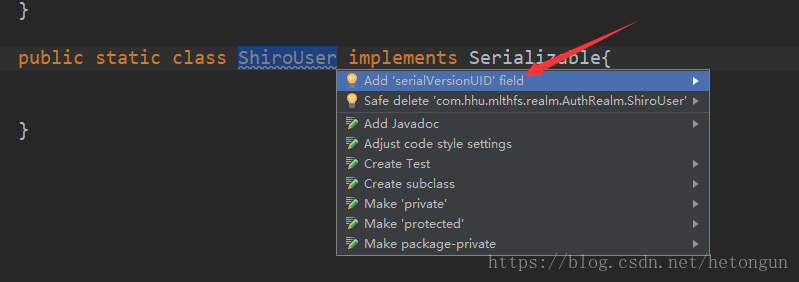 }
public static class ShiroUser implements Serializable{
Add 'serialVersionUID' field
Safe delete 'com.hhu.mlthfs.realm.AuthRealm.ShiroUser'
Add Javadoc
}
Adjust code style settings
Create Test
Create subclass
Make 'private'
Make 'protected'
Make package-private
https://blog.csdn.net/hetongun